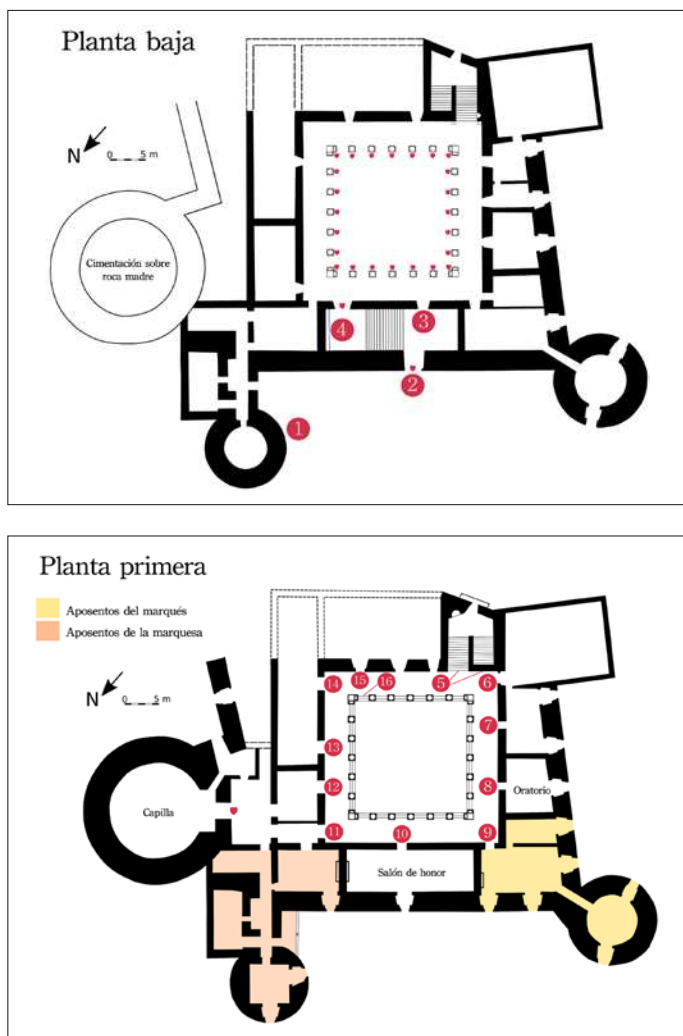 Planta baja
N
0 5 m
Cimentación sobre
roca madre
4
3
2
1
Planta primera
Aposentos del marqués
Aposentos de la marquesa
N
0 5 m
14
15
16
5
6
7
13
12
8
Oratorio
Capilla
11
10
9
Salón de honor